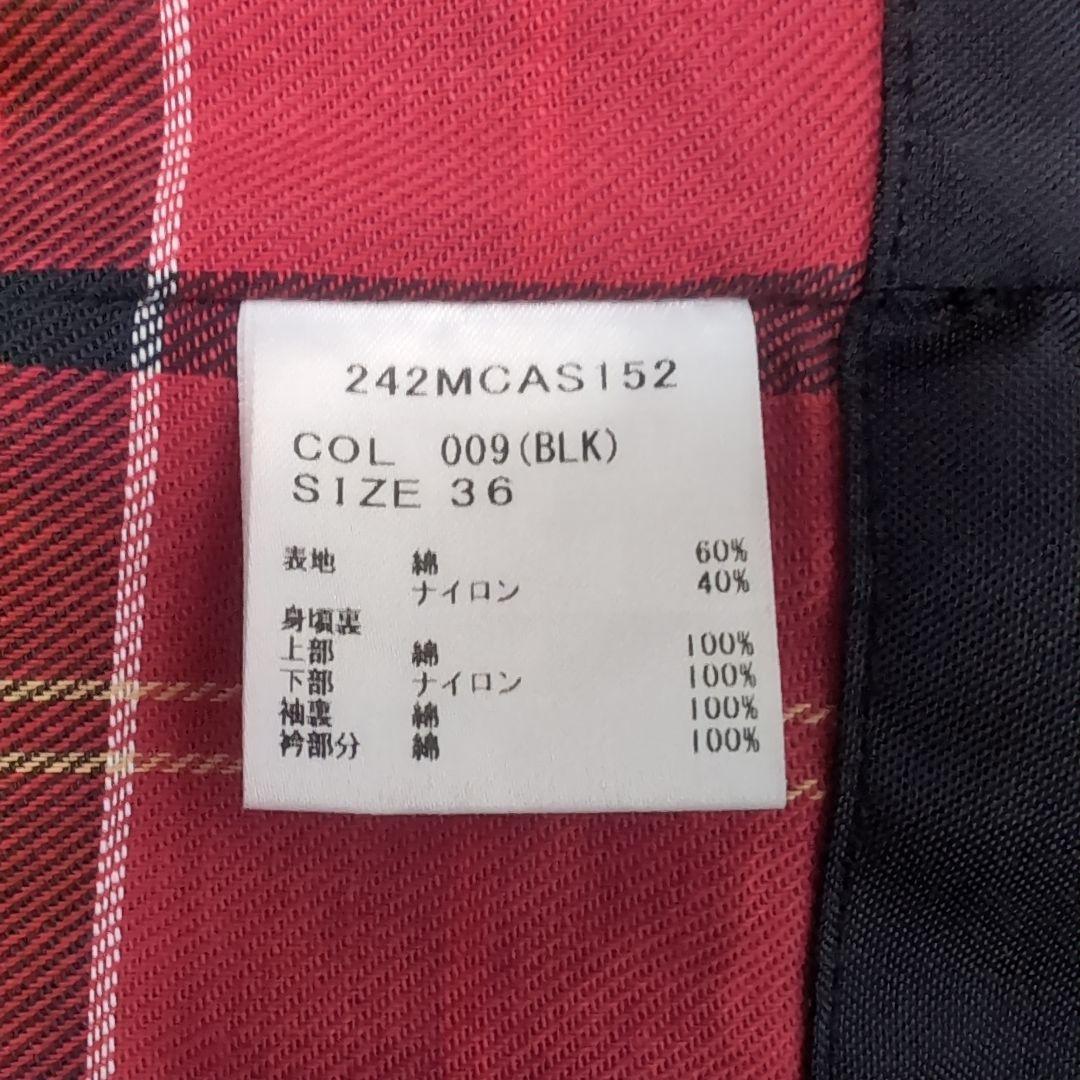 242MCAS152
COL 009(BLK)
SIZE 36
表地 綿 60%
ナイロン 40%
身頃裏
上部 綿 100%
下部 ナイロン 100%
袖裏 綿 100%
衿部分 綿 100%